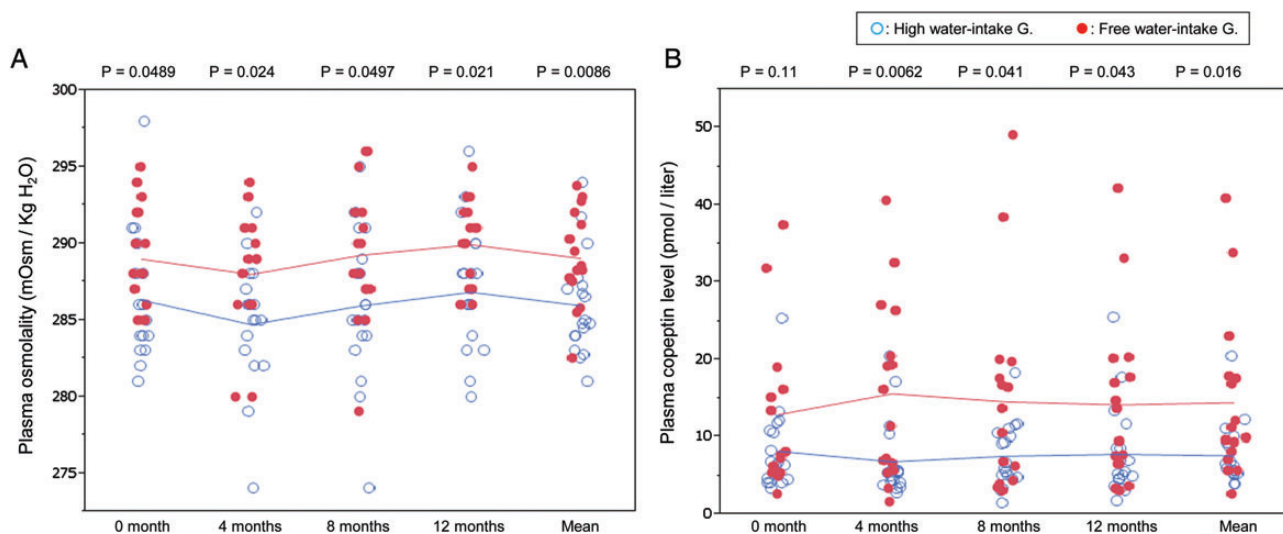 ○: High water-intake G. ●: Free water-intake G.
A
P = 0.0489 P = 0.024 P = 0.0497 P = 0.021 P = 0.0086
300
295
290
285
280
275
Plasma osmolality (mOsm / Kg H₂O)
0 month 4 months 8 months 12 months Mean
B
P = 0.11 P = 0.0062 P = 0.041 P = 0.043 P = 0.016
50
40
30
20
10
0
Plasma copeptin level (pmol / liter)
0 month 4 months 8 months 12 months Mean